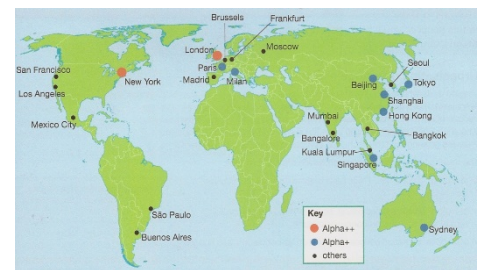 Brussels
Frankfurt
London
Moscow
Paris
Madrid
Milan
San Francisco
New York
Los Angeles
Mexico City
Seoul
Beijing
Tokyo
Shanghai
Hong Kong
Mumbai
Bangalore
Bangkok
Kuala Lumpur
Singapore
São Paulo
Buenos Aires
Sydney
Key
Alpha++
Alpha+
others